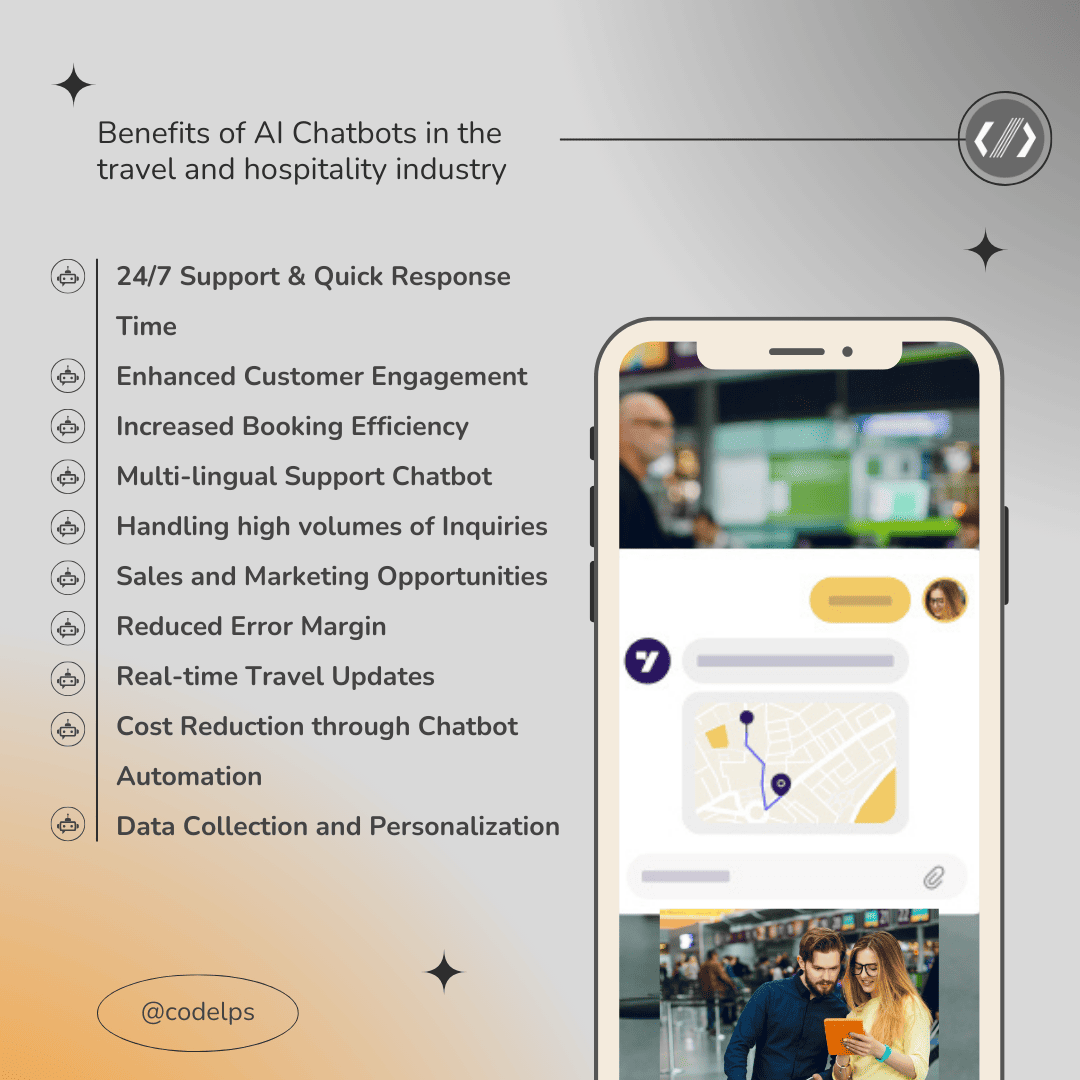 Benefits of AI Chatbots in the
travel and hospitality industry
24/7 Support & Quick Response
Time
Enhanced Customer Engagement
Increased Booking Efficiency
Multi-lingual Support Chatbot
Handling high volumes of Inquiries
Sales and Marketing Opportunities
Reduced Error Margin
Real-time Travel Updates
Cost Reduction through Chatbot
Automation
Data Collection and Personalization
@codelps